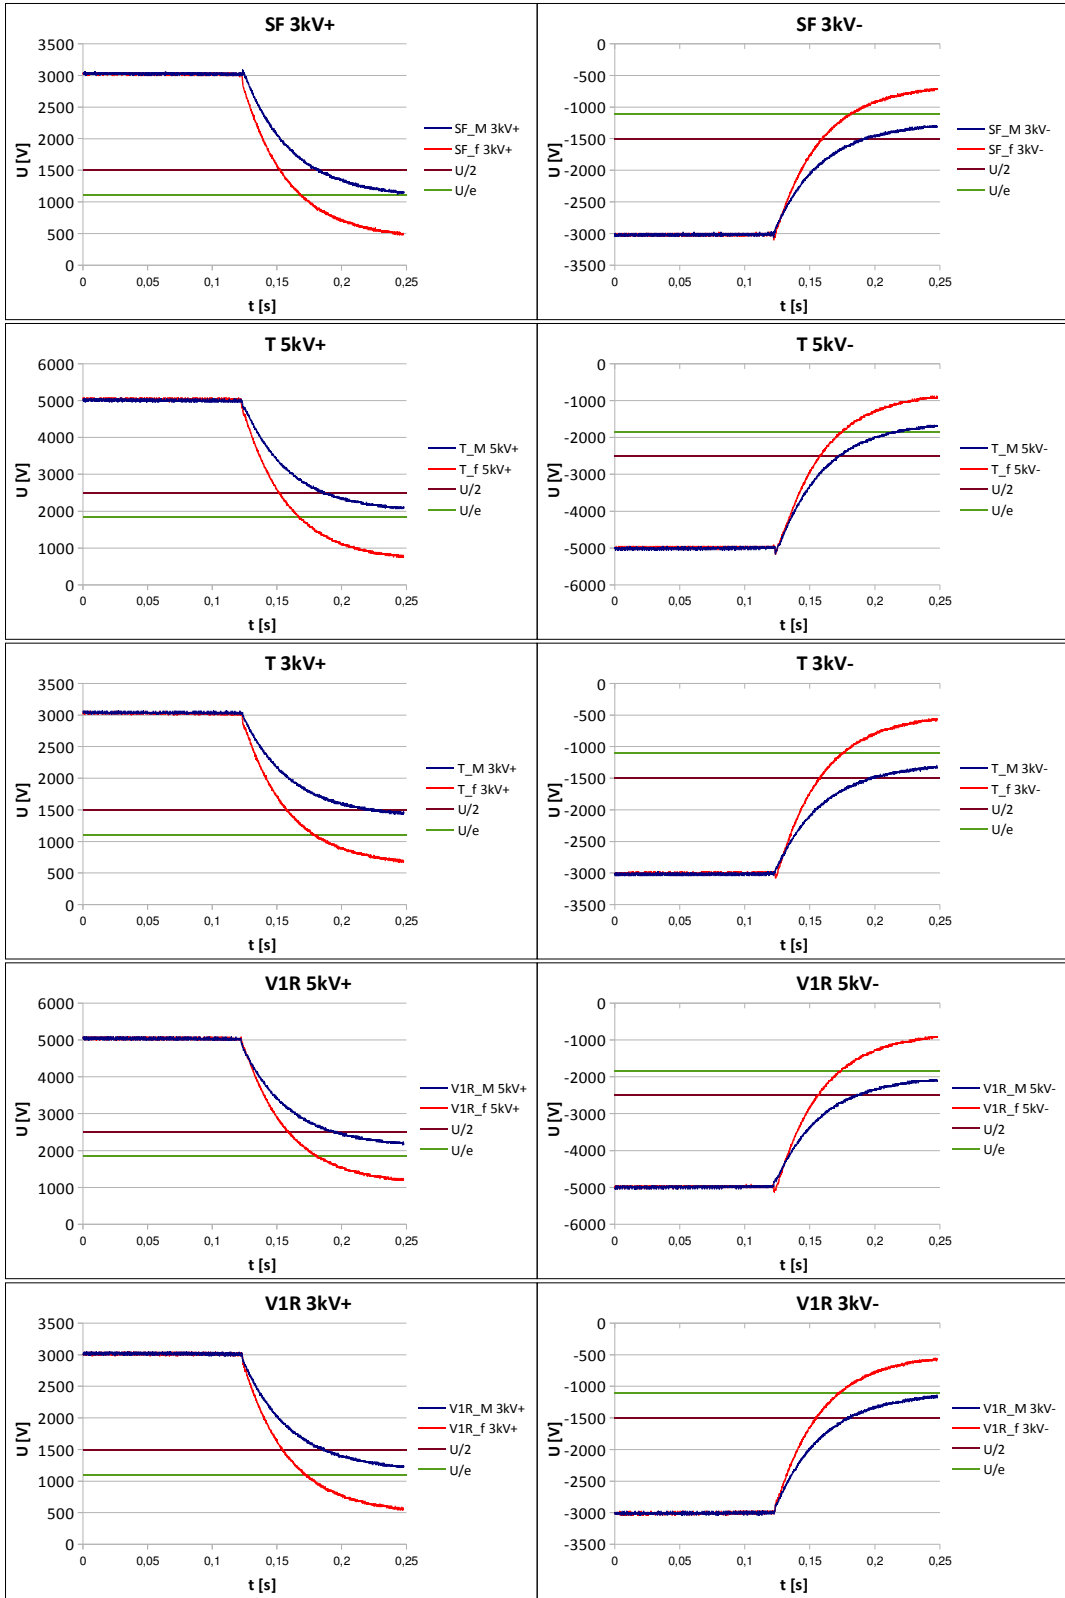 SF 3kV+
U [V]
3500
3000
2500
2000
1500
1000
500
0
0 0,05 0,1 0,15 0,2 0,25
t [s]
SF_M 3kV+
SF_f 3kV+
U/2
U/e
SF 3kV-
U [V]
0
-500
-1000
-1500
-2000
-2500
-3000
-3500
0 0,05 0,1 0,15 0,2 0,25
t [s]
SF_M 3kV-
SF_f 3kV-
U/2
U/e
T 5kV+
U [V]
6000
5000
4000
3000
2000
1000
0
0 0,05 0,1 0,15 0,2 0,25
t [s]
T_M 5kV+
T_f 5kV+
U/2
U/e
T 5kV-
U [V]
0
-1000
-2000
-3000
-4000
-5000
-6000
0 0,05 0,1 0,15 0,2 0,25
t [s]
T_M 5kV-
T_f 5kV-
U/2
U/e
T 3kV+
U [V]
3500
3000
2500
2000
1500
1000
500
0
0 0,05 0,1 0,15 0,2 0,25
t [s]
T_M 3kV+
T_f 3kV+
U/2
U/e
T 3kV-
U [V]
0
-500
-1000
-1500
-2000
-2500
-3000
-3500
0 0,05 0,1 0,15 0,2 0,25
t [s]
T_M 3kV-
T_f 3kV-
U/2
U/e
V1R 5kV+
U [V]
6000
5000
4000
3000
2000
1000
0
0 0,05 0,1 0,15 0,2 0,25
t [s]
V1R_M 5kV+
V1R_f 5kV+
U/2
U/e
V1R 5kV-
U [V]
0
-1000
-2000
-3000
-4000
-5000
-6000
0 0,05 0,1 0,15 0,2 0,25
t [s]
V1R_M 5kV-
V1R_f 5kV-
U/2
U/e
V1R 3kV+
U [V]
3500
3000
2500
2000
1500
1000
500
0
0 0,05 0,1 0,15 0,2 0,25
t [s]
V1R_M 3kV+
V1R_f 3kV+
U/2
U/e
V1R 3kV-
U [V]
0
-500
-1000
-1500
-2000
-2500
-3000
-3500
0 0,05 0,1 0,15 0,2 0,25
t [s]
V1R_M 3kV-
V1R_f 3kV-
U/2
U/e